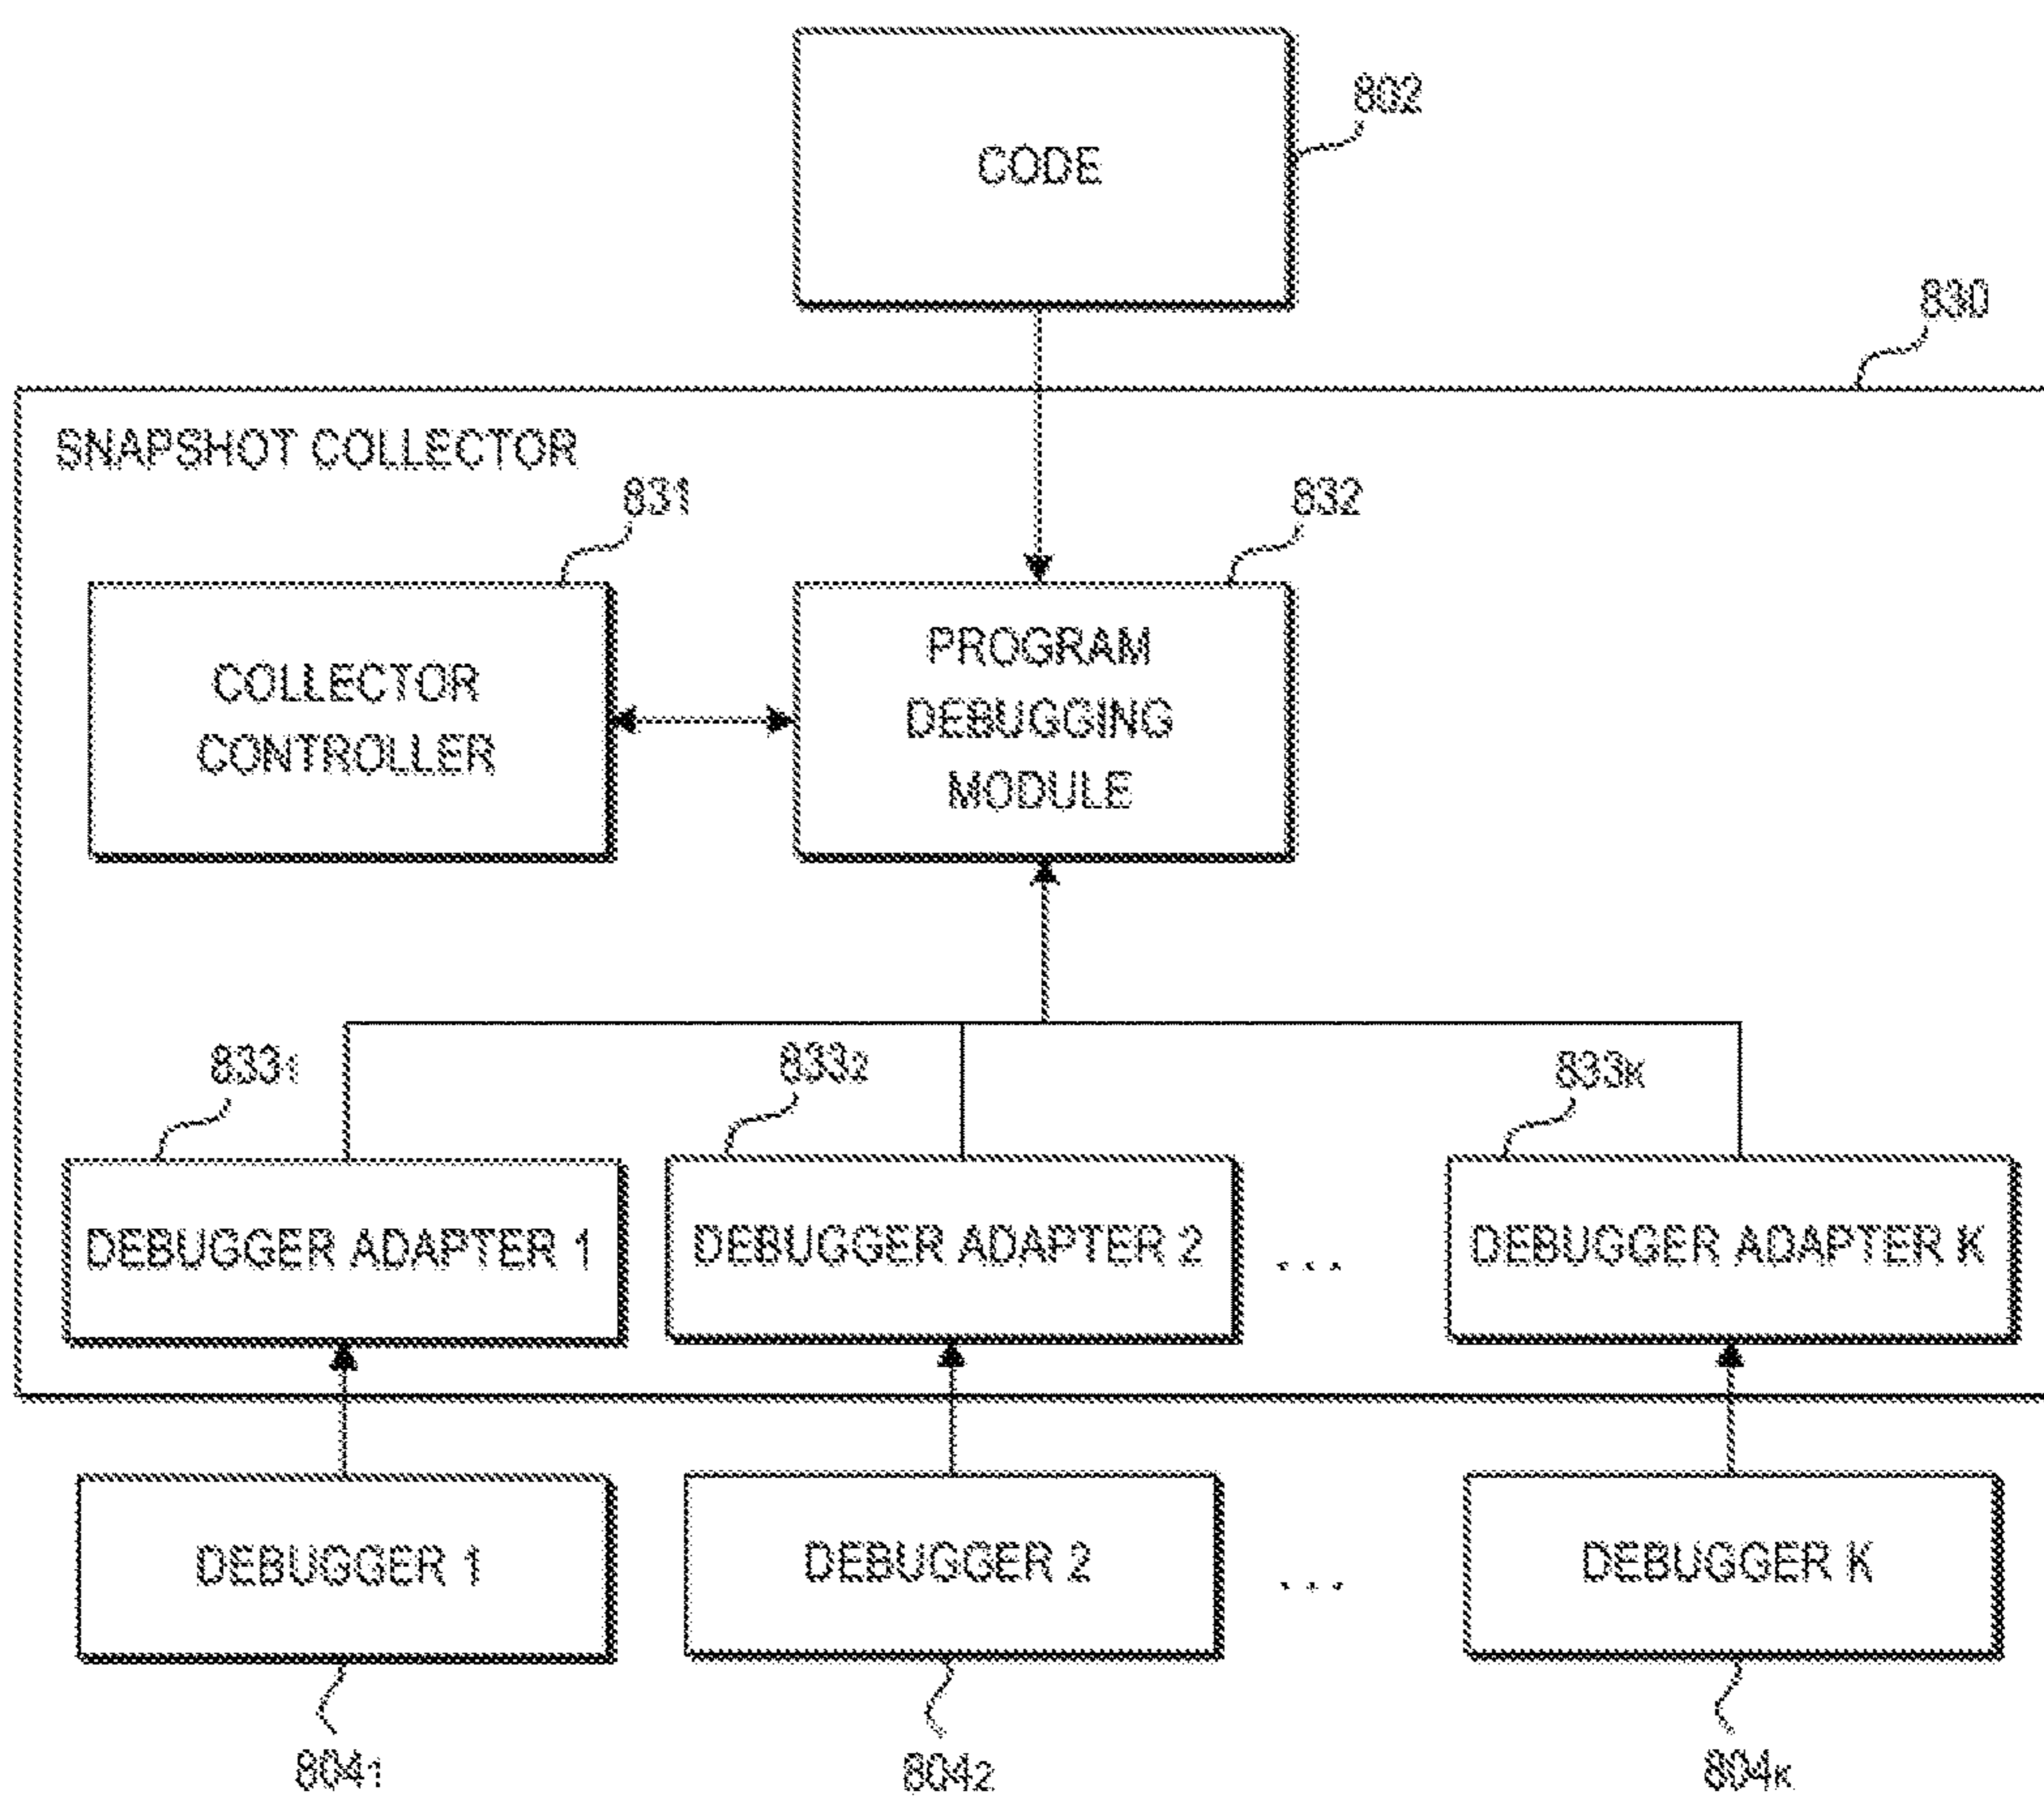 CODE
802
830
SNAPSHOT COLLECTOR
831
832
COLLECTOR
CONTROLLER
PROGRAM
DEBUGGING
MODULE
833₁
833₂
833K
DEBUGGER ADAPTER 1
DEBUGGER ADAPTER 2
...
DEBUGGER ADAPTER K
DEBUGGER 1
DEBUGGER 2
...
DEBUGGER K
804₁
804₂
804K